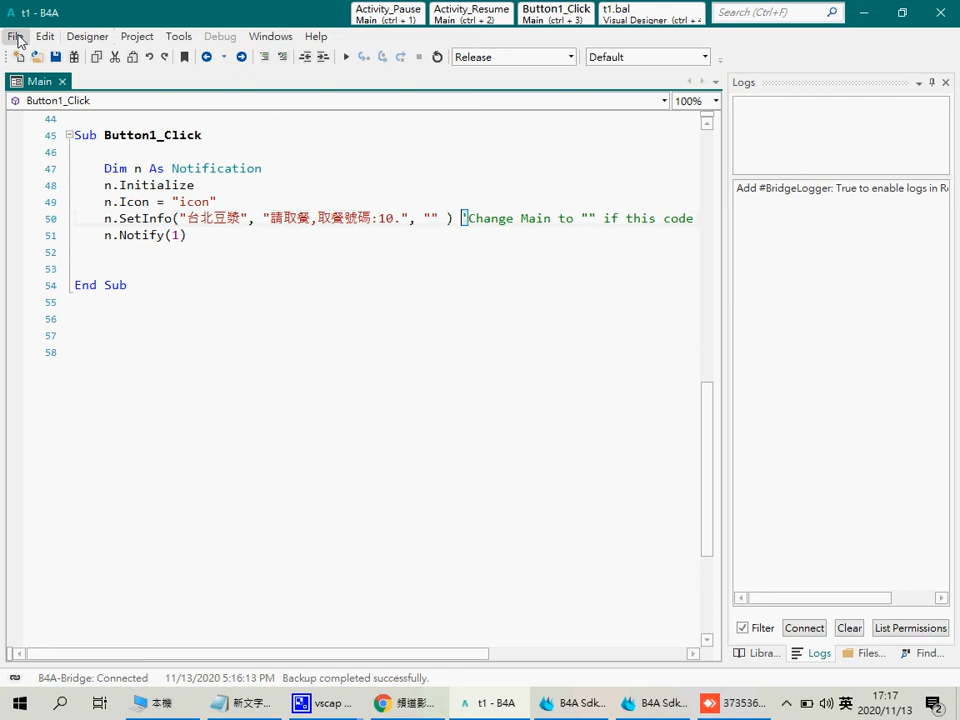 t1 - B4A
Activity_Pause
Main (ctrl + 1)
Activity_Resume
Main (ctrl + 2)
Button1_Click
Main (ctrl + 3)
t1.bal
Visual Designer (ctrl + 4
Search (Ctrl+F)
File Edit Designer Project Tools Debug Windows Help
Release
Default
Main
Logs
Button1_Click
100%
44
45 Sub Button1_Click
46
47 Dim n As Notification
48 n.Initialize
49 n.Icon = "icon"
50 n.SetInfo("台北豆漿", "請取餐,取餐號碼:10.", "" ) 'Change Main to "" if this code
51 n.Notify(1)
52
53
54 End Sub
55
56
57
58
Add #BridgeLogger: True to enable logs in Re
Filter Connect Clear List Permissions
Libra... Logs Files... Find...
B4A-Bridge: Connected 11/13/2020 5:16:13 PM Backup completed successfully.
本機 新文字... vscap ... 頻道影... t1 - B4A B4A Sdk... B4A Sdk... 373536... 英
17:17
2020/11/13
2